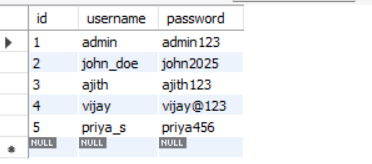 id username password
1 admin admin123
2 john_doe john2025
3 ajith ajith123
4 vijay vijay@123
5 priya_s priya456
NULL NULL NULL